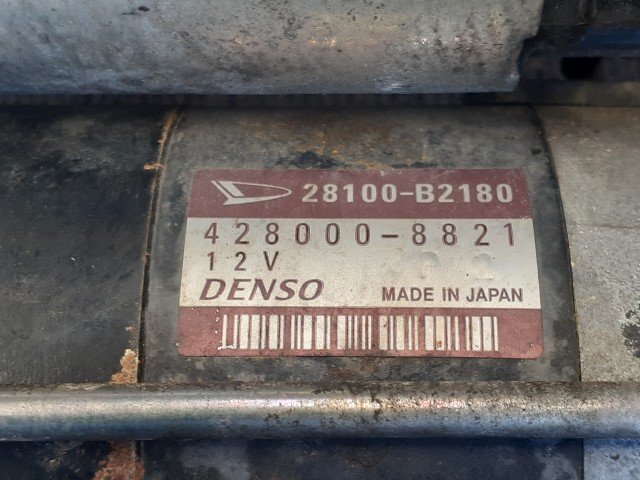 28100-B2180
428000-8821
12V
DENSO MADE IN JAPAN